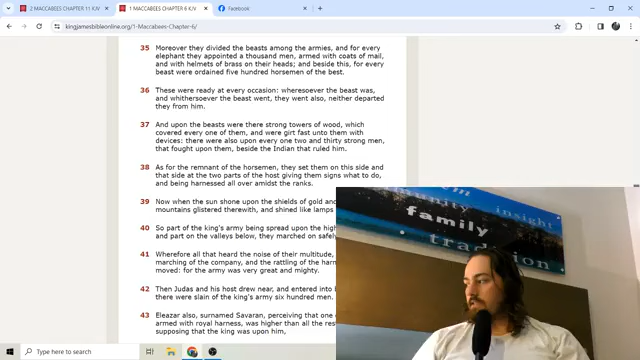 2 MACCABEES CHAPTER 11 KJV
1 MACCABEES CHAPTER 6 KJV
Facebook
kingjamesbibleonline.org/1-Maccabees-Chapter-6/
35 Moreover they divided the beasts among the armies, and for every
elephant they appointed a thousand men, armed with coats of mail,
and with helmets of brass on their heads; and beside this, for every
beast were ordained five hundred horsemen of the best.
36 These were ready at every occasion: wheresoever the beast was,
and whithersoever the beast went, they went also, neither departed
they from him.
37 And upon the beasts were there strong towers of wood, which
covered every one of them, and were girt fast unto them with
devices: there were also upon every one two and thirty strong men,
that fought upon them, beside the Indian that ruled him.
38 As for the remnant of the horsemen, they set them on this side and
that side at the two parts of the host giving them signs what to do,
and being harnessed all over amidst the ranks.
39 Now when the sun shone upon the shields of gold and
mountains glistered therewith, and shined like lamps
40 So part of the king's army being spread upon the high
and part on the valleys below, they marched on safely
41 Wherefore all that heard the noise of their multitude,
marching of the company, and the rattling of the harn
moved: for the army was very great and mighty.
42 Then Judas and his host drew near, and entered into
there were slain of the king's army six hundred men.
43 Eleazar also, surnamed Savaran, perceiving that one
armed with royal harness, was higher than all the res
supposing that the king was upon him,
community
insight
family
tradition
Type here to search